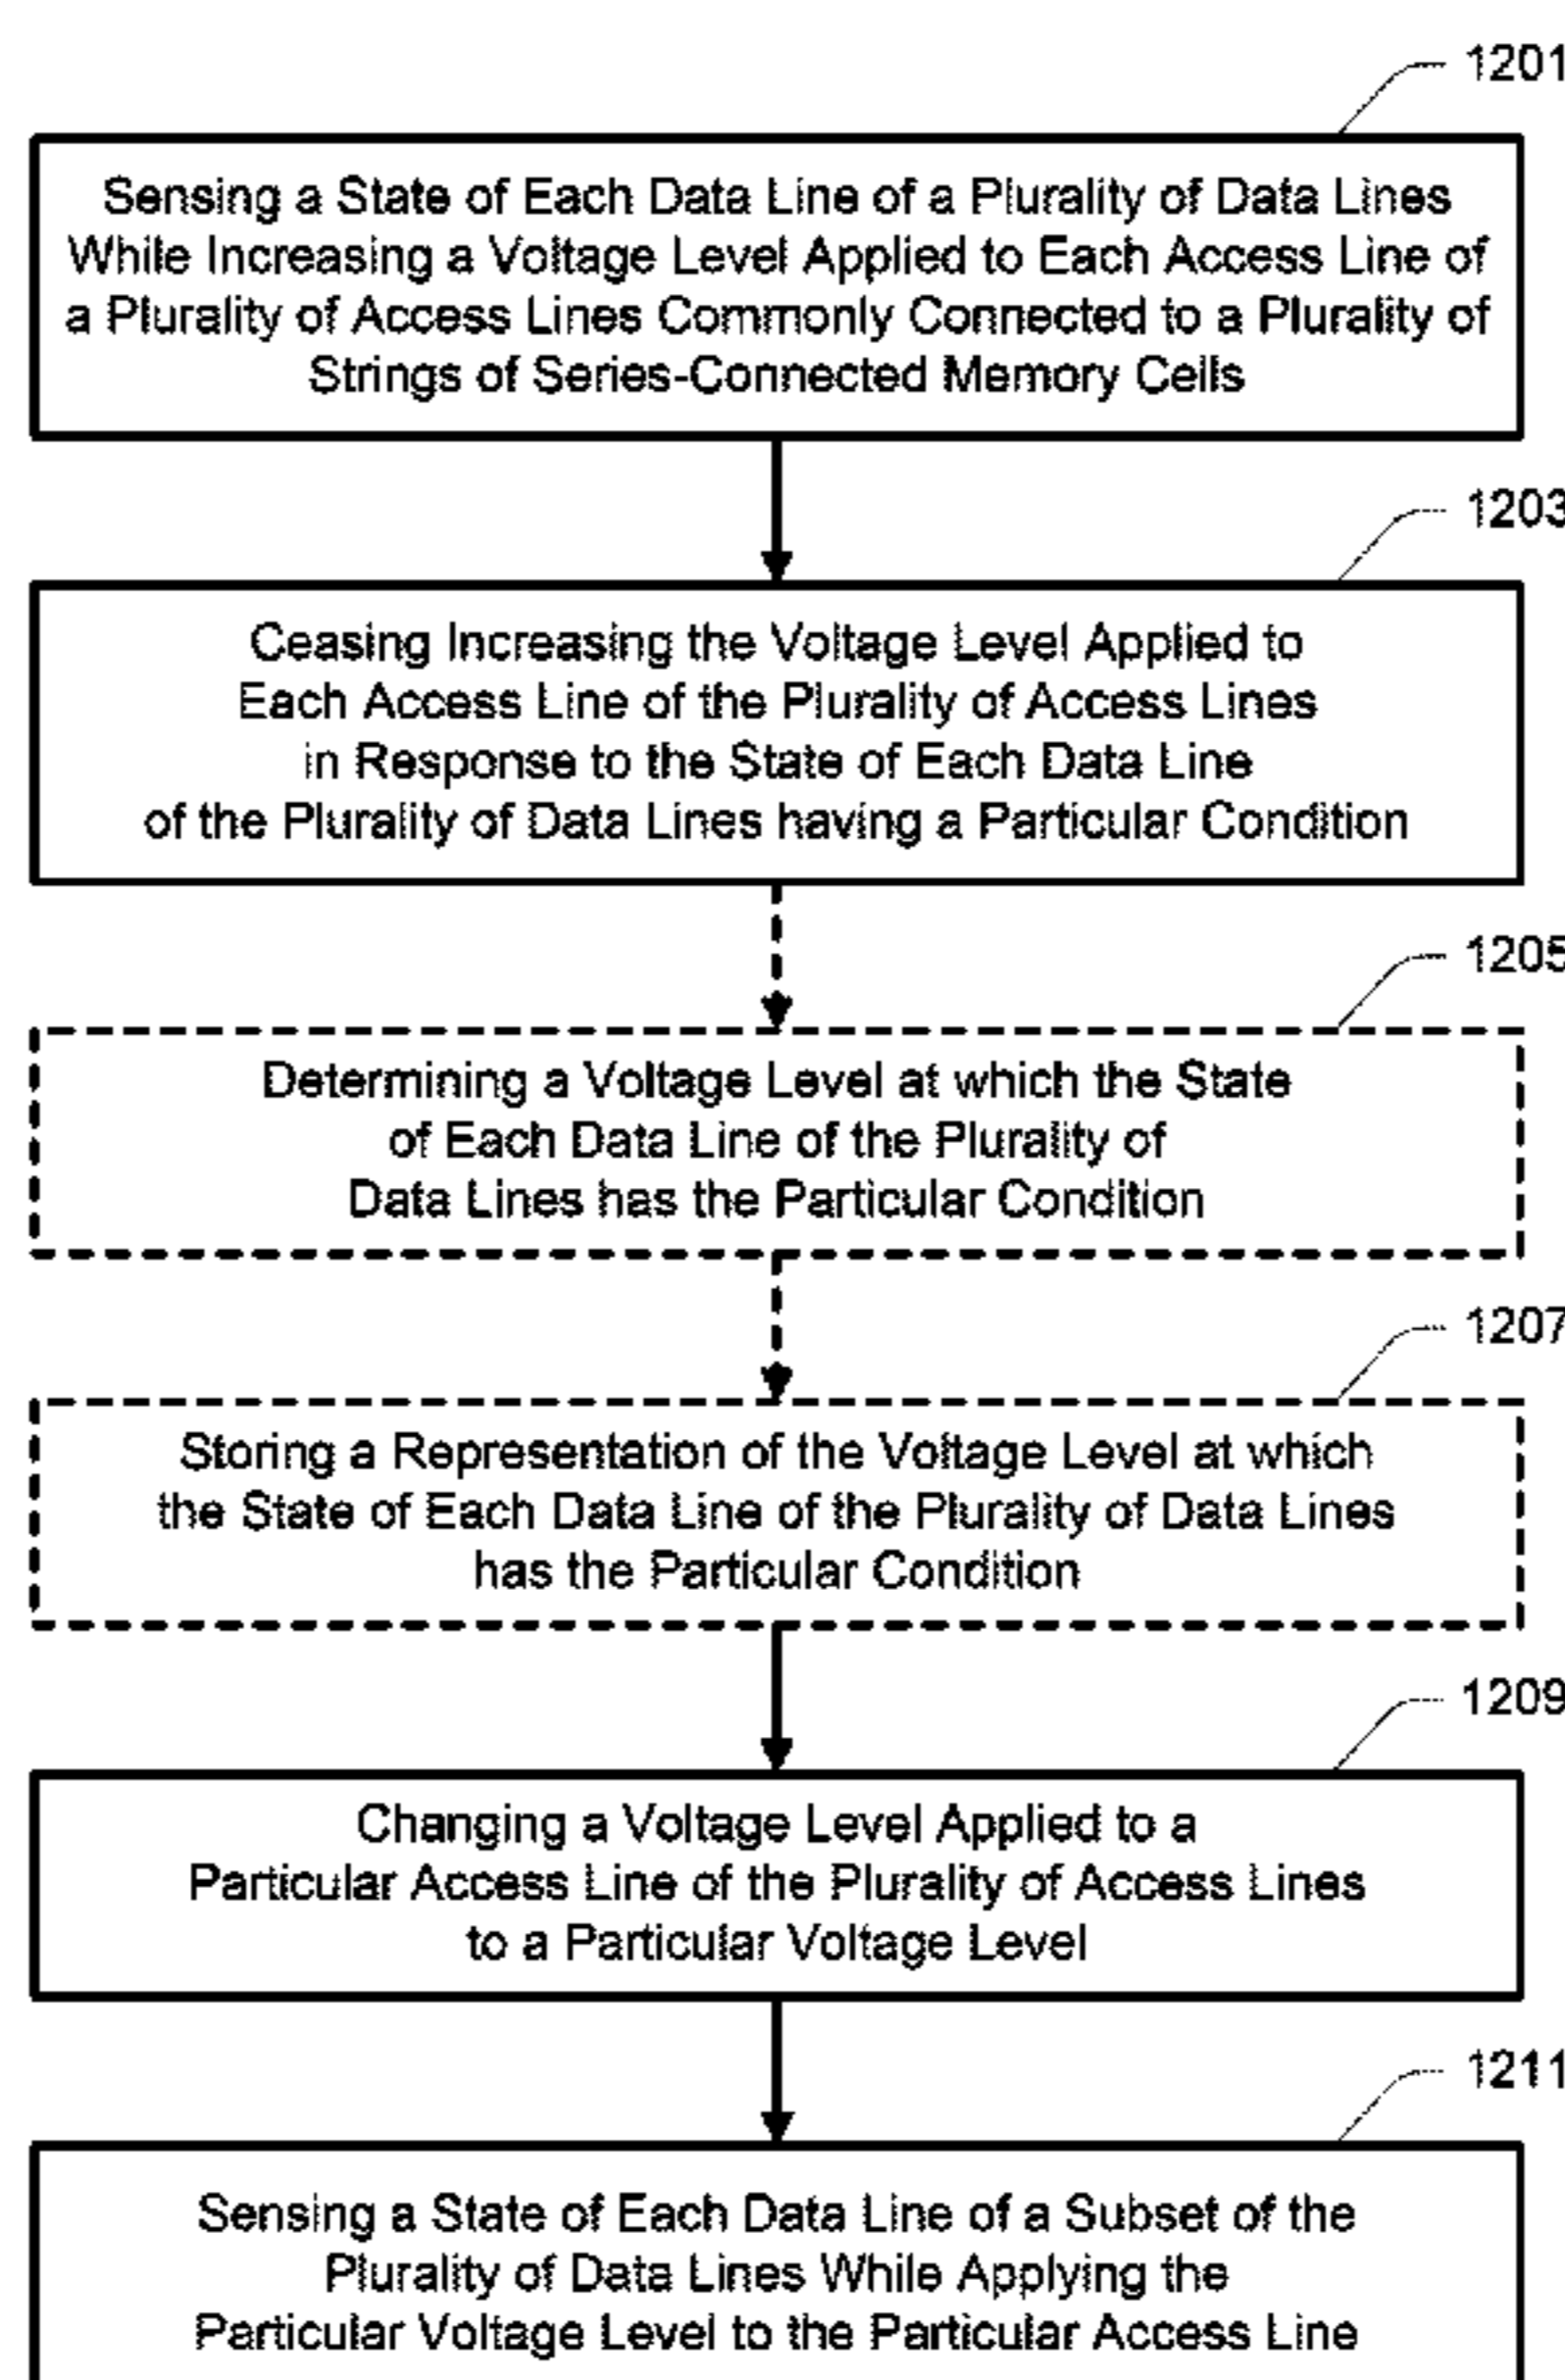 1201
Sensing a State of Each Data Line of a Plurality of Data Lines
While Increasing a Voltage Level Applied to Each Access Line of
a Plurality of Access Lines Commonly Connected to a Plurality of
Strings of Series-Connected Memory Cells
1203
Ceasing Increasing the Voltage Level Applied to
Each Access Line of the Plurality of Access Lines
in Response to the State of Each Data Line
of the Plurality of Data Lines having a Particular Condition
1205
Determining a Voltage Level at which the State
of Each Data Line of the Plurality of
Data Lines has the Particular Condition
1207
Storing a Representation of the Voltage Level at which
the State of Each Data Line of the Plurality of Data Lines
has the Particular Condition
1209
Changing a Voltage Level Applied to a
Particular Access Line of the Plurality of Access Lines
to a Particular Voltage Level
1211
Sensing a State of Each Data Line of a Subset of the
Plurality of Data Lines While Applying the
Particular Voltage Level to the Particular Access Line